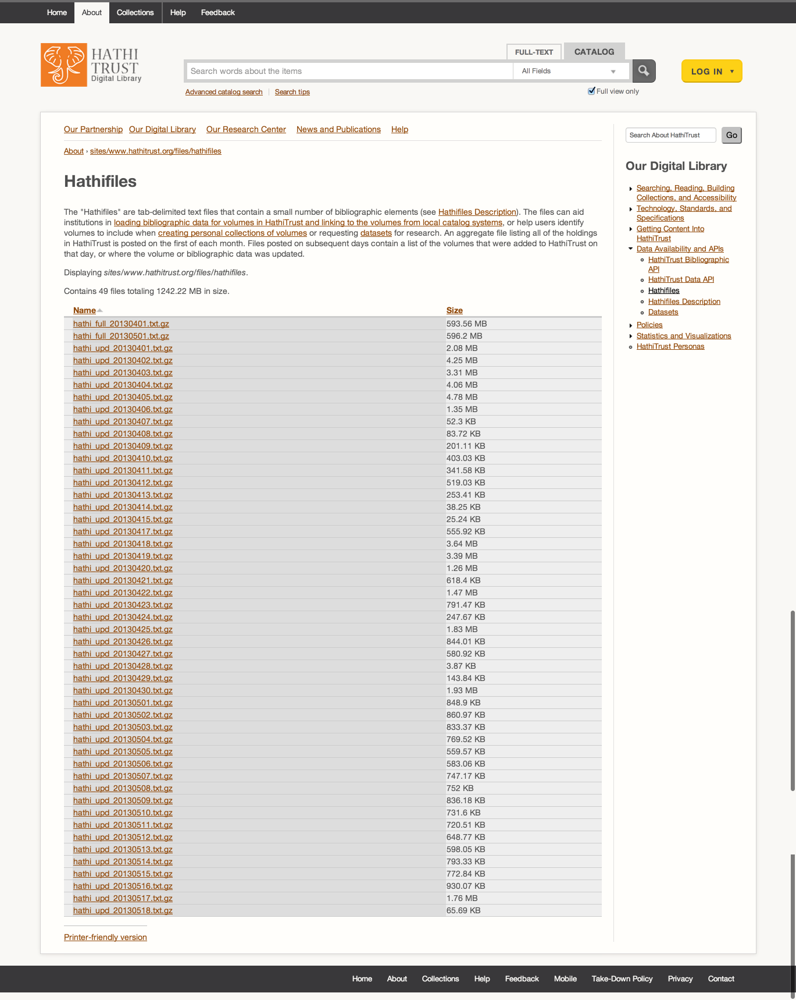 Home About Collections Help Feedback
HATHI
TRUST
Digital Library
FULL-TEXT CATALOG
Search words about the items All Fields
LOG IN
Advanced catalog search Search tips Full view only
Our Partnership Our Digital Library Our Research Center News and Publications Help
About › sites/www.hathitrust.org/files/hathifiles
Hathifiles
The "Hathifiles" are tab-delimited text files that contain a small number of bibliographic elements (see Hathifiles Description). The files can aid
institutions in loading bibliographic data for volumes in HathiTrust and linking to the volumes from local catalog systems, or help users identify
volumes to include when creating personal collections of volumes or requesting datasets for research. An aggregate file listing all of the holdings
in HathiTrust is posted on the first of each month. Files posted on subsequent days contain a list of the volumes that were added to HathiTrust on
that day, or where the volume or bibliographic data was updated.
Displaying sites/www.hathitrust.org/files/hathifiles.
Contains 49 files totaling 1242.22 MB in size.
Name Size
hathi_full_20130401.txt.gz 593.56 MB
hathi_full_20130501.txt.gz 596.2 MB
hathi_upd_20130401.txt.gz 2.08 MB
hathi_upd_20130402.txt.gz 4.25 MB
hathi_upd_20130403.txt.gz 3.31 MB
hathi_upd_20130404.txt.gz 4.06 MB
hathi_upd_20130405.txt.gz 4.78 MB
hathi_upd_20130406.txt.gz 1.35 MB
hathi_upd_20130407.txt.gz 52.3 KB
hathi_upd_20130408.txt.gz 83.72 KB
hathi_upd_20130409.txt.gz 201.11 KB
hathi_upd_20130410.txt.gz 403.03 KB
hathi_upd_20130411.txt.gz 341.58 KB
hathi_upd_20130412.txt.gz 519.03 KB
hathi_upd_20130413.txt.gz 253.41 KB
hathi_upd_20130414.txt.gz 38.25 KB
hathi_upd_20130415.txt.gz 25.24 KB
hathi_upd_20130417.txt.gz 555.92 KB
hathi_upd_20130418.txt.gz 3.64 MB
hathi_upd_20130419.txt.gz 3.39 MB
hathi_upd_20130420.txt.gz 1.26 MB
hathi_upd_20130421.txt.gz 618.4 KB
hathi_upd_20130422.txt.gz 1.47 MB
hathi_upd_20130423.txt.gz 791.47 KB
hathi_upd_20130424.txt.gz 247.67 KB
hathi_upd_20130425.txt.gz 1.83 MB
hathi_upd_20130426.txt.gz 844.01 KB
hathi_upd_20130427.txt.gz 580.92 KB
hathi_upd_20130428.txt.gz 3.87 KB
hathi_upd_20130429.txt.gz 143.84 KB
hathi_upd_20130430.txt.gz 1.93 MB
hathi_upd_20130501.txt.gz 848.9 KB
hathi_upd_20130502.txt.gz 860.97 KB
hathi_upd_20130503.txt.gz 833.37 KB
hathi_upd_20130504.txt.gz 769.52 KB
hathi_upd_20130505.txt.gz 559.57 KB
hathi_upd_20130506.txt.gz 583.06 KB
hathi_upd_20130507.txt.gz 747.17 KB
hathi_upd_20130508.txt.gz 752 KB
hathi_upd_20130509.txt.gz 836.18 KB
hathi_upd_20130510.txt.gz 731.6 KB
hathi_upd_20130511.txt.gz 720.51 KB
hathi_upd_20130512.txt.gz 648.77 KB
hathi_upd_20130513.txt.gz 598.05 KB
hathi_upd_20130514.txt.gz 793.33 KB
hathi_upd_20130515.txt.gz 772.84 KB
hathi_upd_20130516.txt.gz 930.07 KB
hathi_upd_20130517.txt.gz 1.76 MB
hathi_upd_20130518.txt.gz 65.69 KB
Printer-friendly version
Search About HathiTrust Go
Our Digital Library
Searching, Reading, Building
Collections, and Accessibility
Technology, Standards, and
Specifications
Getting Content Into
HathiTrust
Data Availability and APIs
HathiTrust Bibliographic
API
HathiTrust Data API
Hathifiles
Hathifiles Description
Datasets
Policies
Statistics and Visualizations
HathiTrust Personas
Home About Collections Help Feedback Mobile Take-Down Policy Privacy Contact